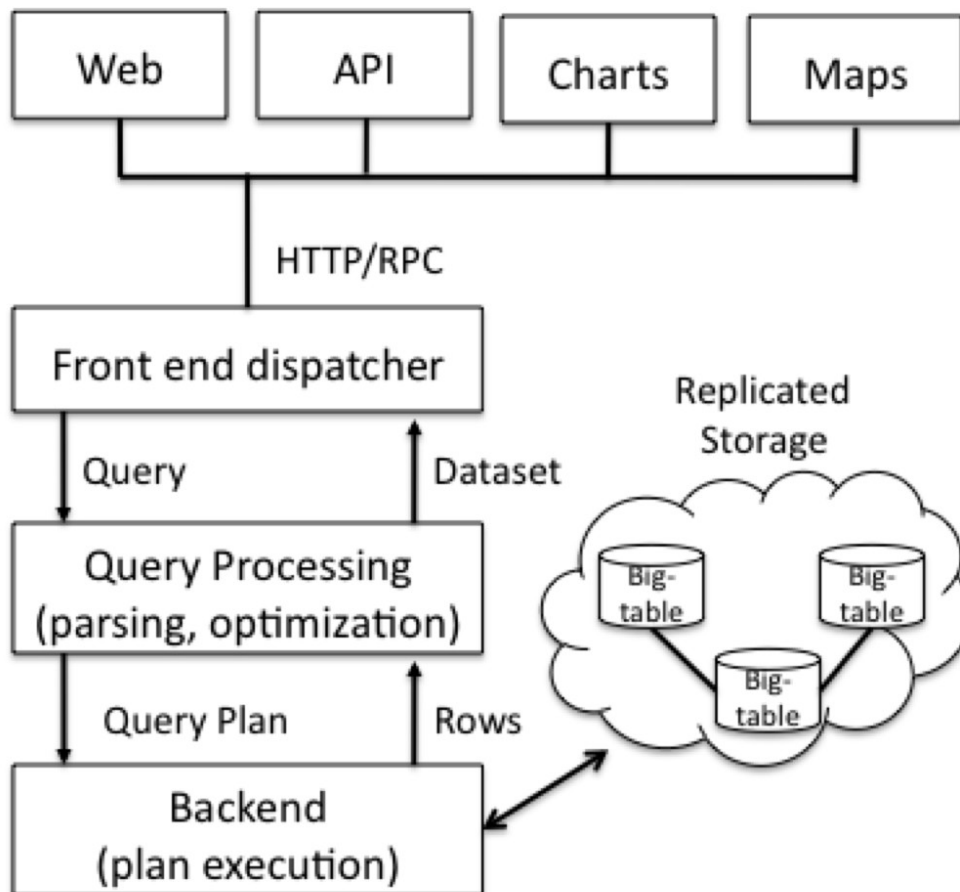 Web
API
Charts
Maps
HTTP/RPC
Front end dispatcher
Query
Dataset
Query Processing
(parsing, optimization)
Query Plan
Rows
Backend
(plan execution)
Replicated
Storage
Big-
table
Big-
table
Big-
table